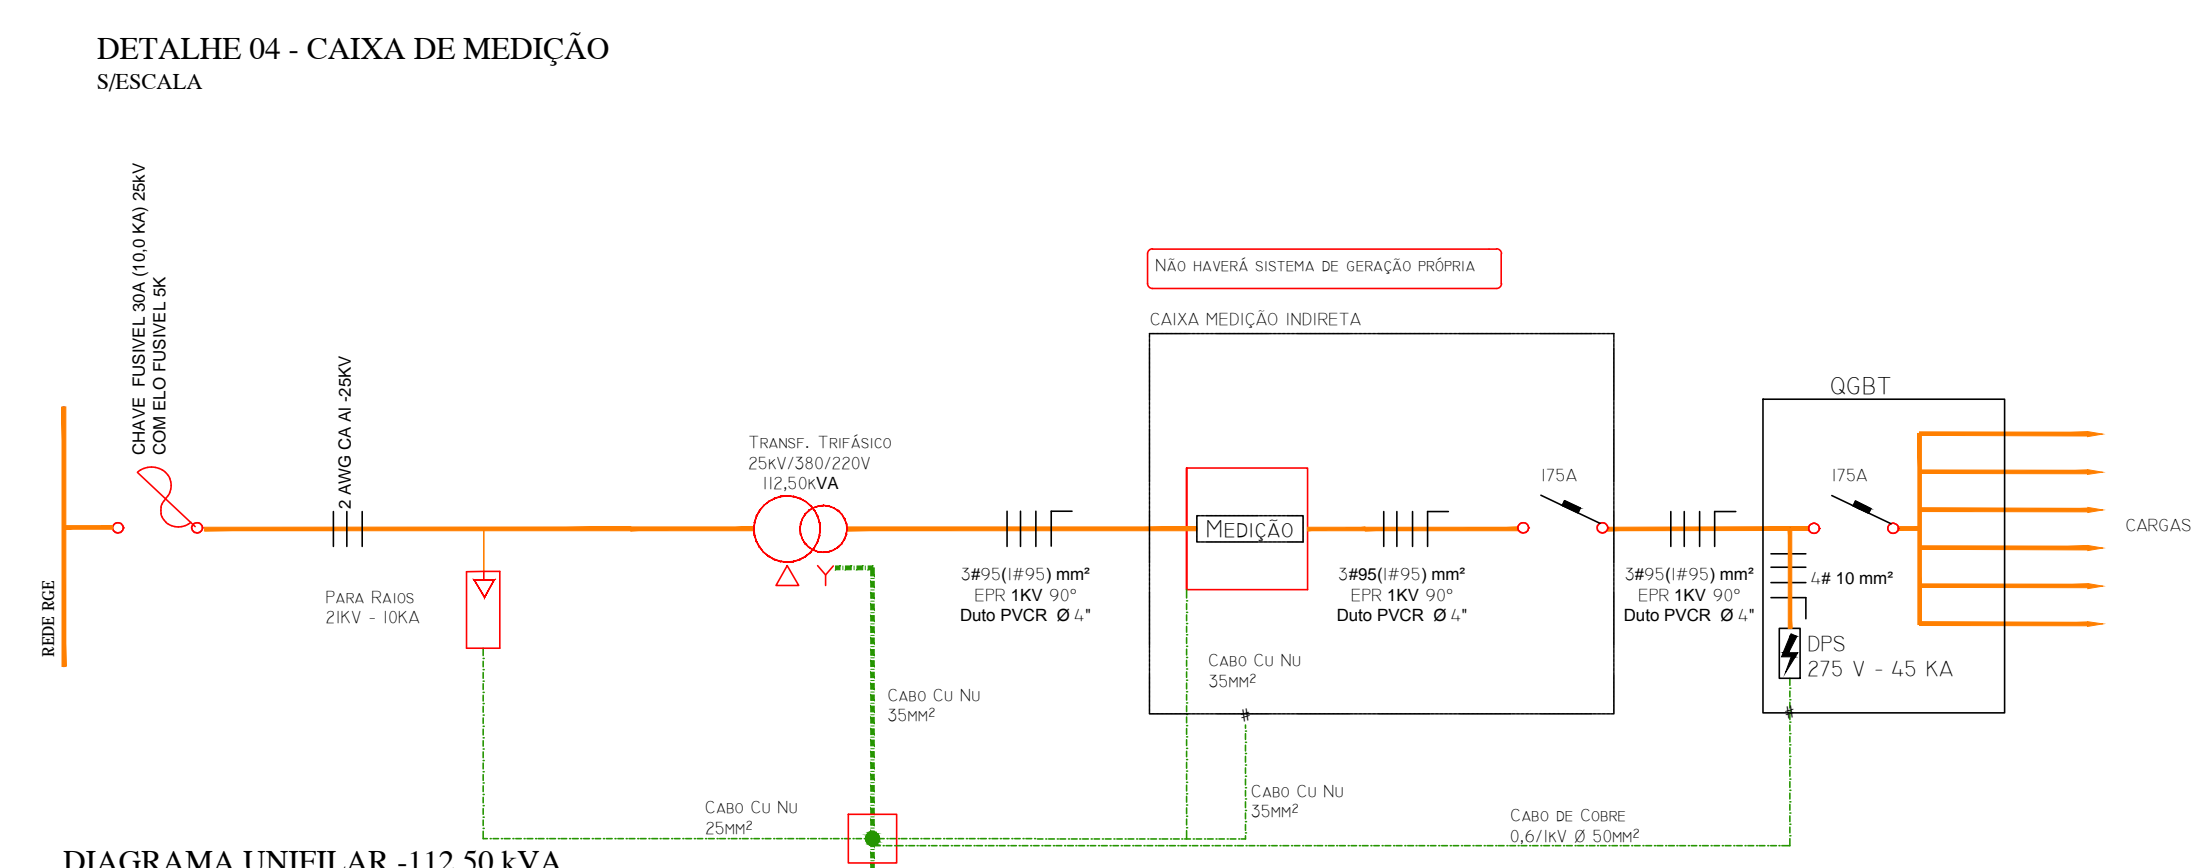 DETALHE 04 - CAIXA DE MEDIÇÃO
S/ESCALA
CHAVE FUSIVEL 30A (10,0 KA) 25kV
COM ELO FUSIVEL 5K
2 AWG CA AI -25KV
REDE RGE
PARA RAIOS
21KV - 10KA
TRANSF. TRIFÁSICO
25KV/380/220V
112,50KVA
3#95(1#95) mm²
EPR 1KV 90°
Duto PVCR Ø 4"
NÃO HAVERÁ SISTEMA DE GERAÇÃO PRÓPRIA
CAIXA MEDIÇÃO INDIRETA
MEDIÇÃO
3#95(1#95) mm²
EPR 1KV 90°
Duto PVCR Ø 4"
175A
3#95(1#95) mm²
EPR 1KV 90°
Duto PVCR Ø 4"
QGBT
175A
4# 10 mm²
DPS
275 V - 45 KA
CARGAS
CABO CU NU
35MM²
CABO CU NU
35MM²
CABO CU NU
25MM²
CABO CU NU
35MM²
CABO DE COBRE
0,6/1KV Ø 50MM²
DIAGRAMA UNIFILAR -112,50 kVA